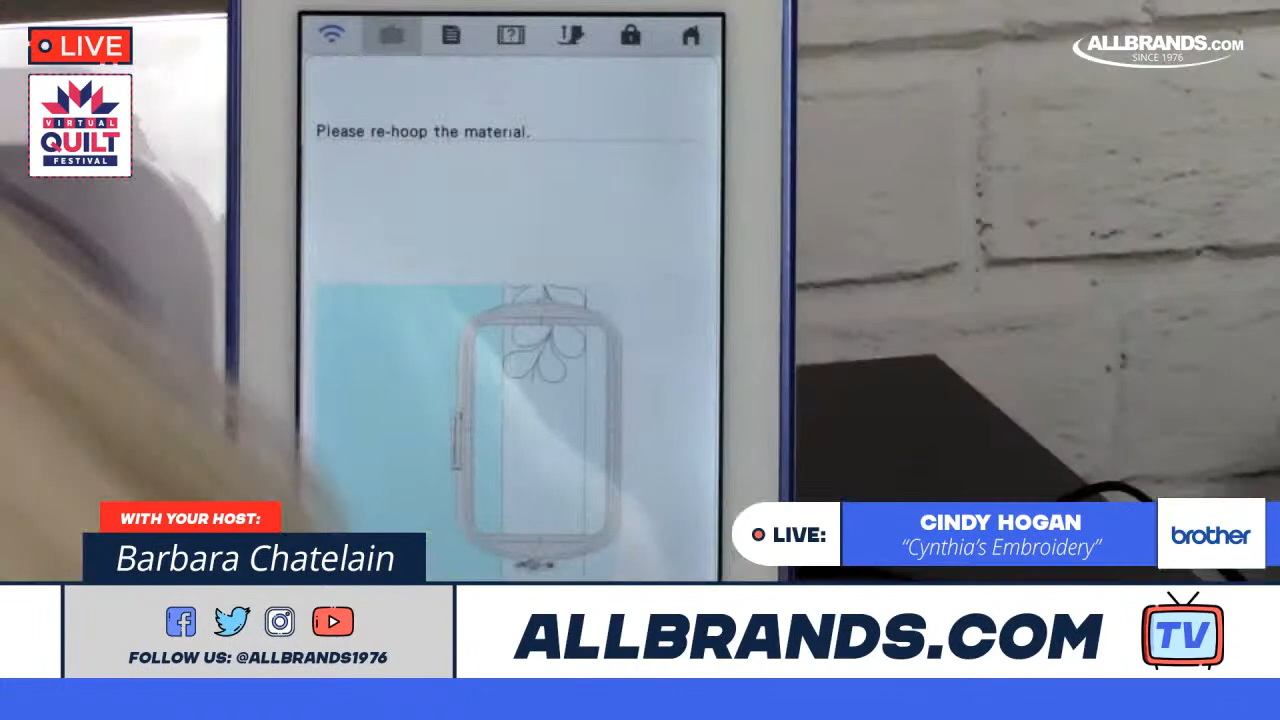 LIVE
VIRTUAL
QUILT
FESTIVAL
ALLBRANDS.COM
SINCE 1976
Please re-hoop the material.
WITH YOUR HOST:
Barbara Chatelain
LIVE:
CINDY HOGAN
“Cynthia’s Embroidery”
brother
FOLLOW US: @ALLBRANDS1976
ALLBRANDS.COM
TV